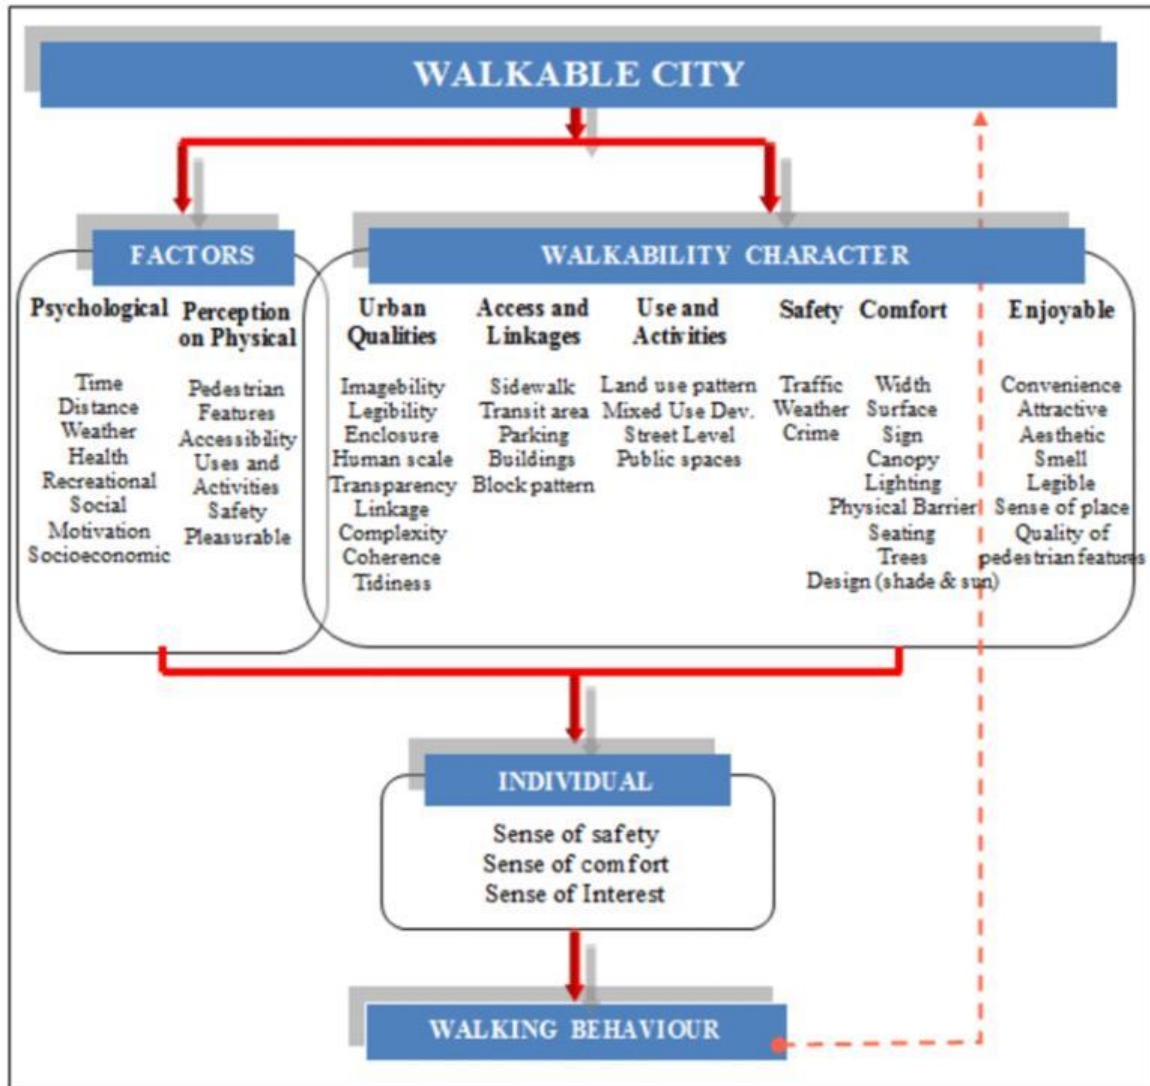 WALKABLE CITY
FACTORS
Psychological
Time
Distance
Weather
Health
Recreational
Social
Motivation
Socioeconomic
Perception
on Physical
Pedestrian
Features
Accessibility
Uses and
Activities
Safety
Pleasurable
WALKABILITY CHARACTER
Urban
Qualities
Imagebility
Legibility
Enclosure
Human scale
Transparency
Linkage
Complexity
Coherence
Tidiness
Access and
Linkages
Sidewalk
Transit area
Parking
Buildings
Block pattern
Use and
Activities
Land use pattern
Mixed Use Dev.
Street Level
Public spaces
Safety
Traffic
Weather
Crime
Comfort
Width
Surface
Sign
Canopy
Lighting
Physical Barrier
Seating
Trees
Design (shade & sun)
Enjoyable
Convenience
Attractive
Aesthetic
Smell
Legible
Sense of place
Quality of
pedestrian features
INDIVIDUAL
Sense of safety
Sense of comfort
Sense of Interest
WALKING BEHAVIOUR